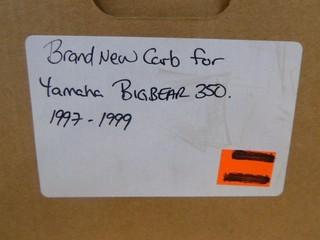 Brand New Carb for
Yamaha BIGBEAR 350.
1997-1999